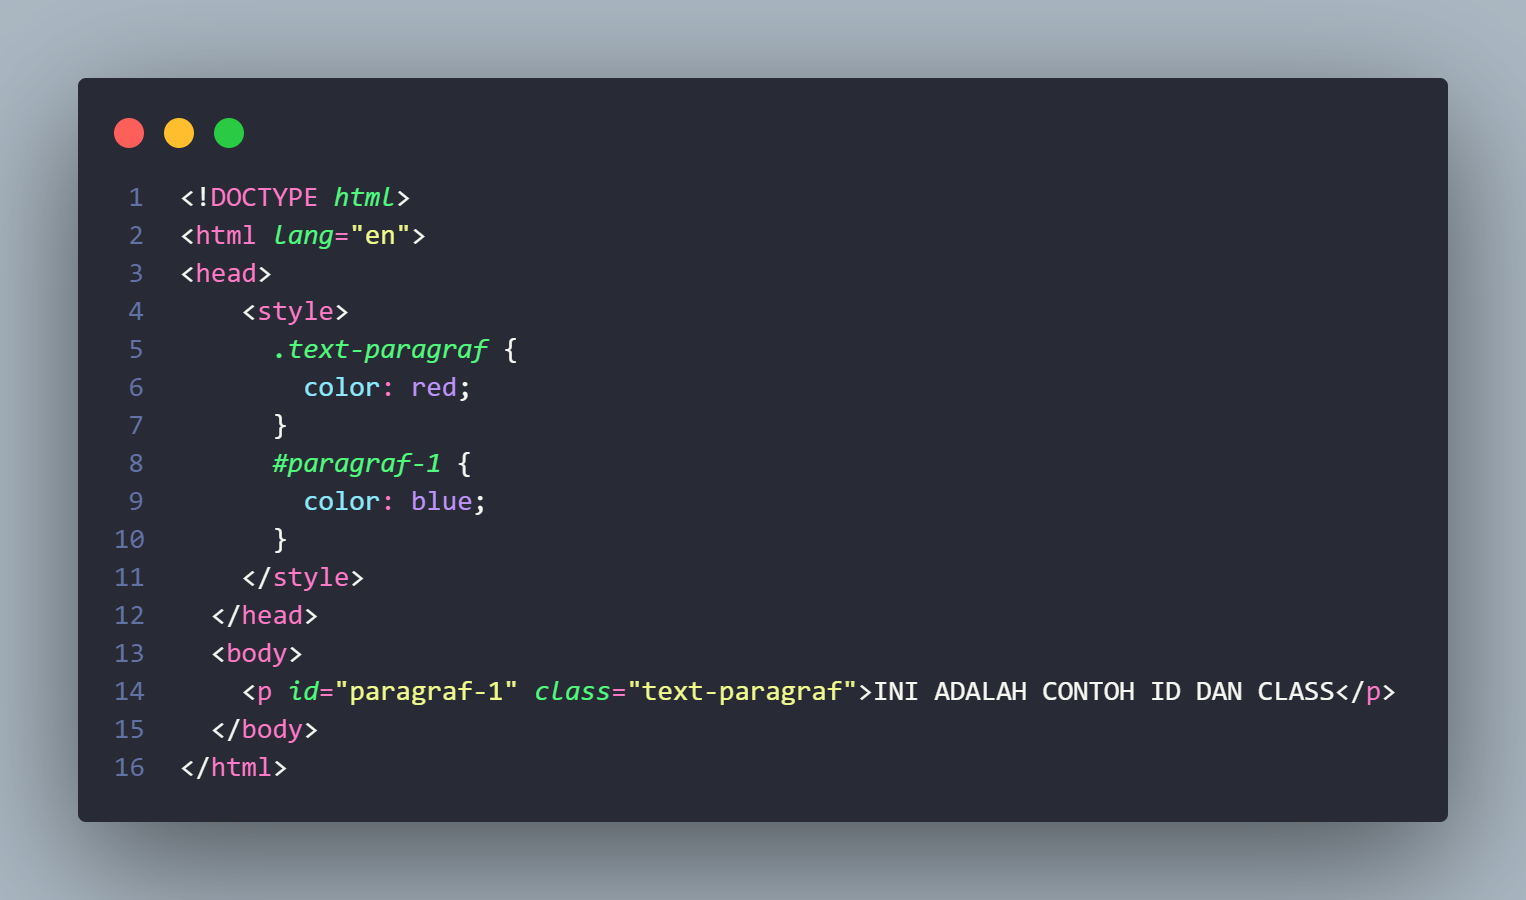 1 <!DOCTYPE html>
2 <html lang="en">
3 <head>
4     <style>
5       .text-paragraf {
6         color: red;
7       }
8       #paragraf-1 {
9         color: blue;
10       }
11     </style>
12   </head>
13   <body>
14     <p id="paragraf-1" class="text-paragraf">INI ADALAH CONTOH ID DAN CLASS</p>
15   </body>
16 </html>